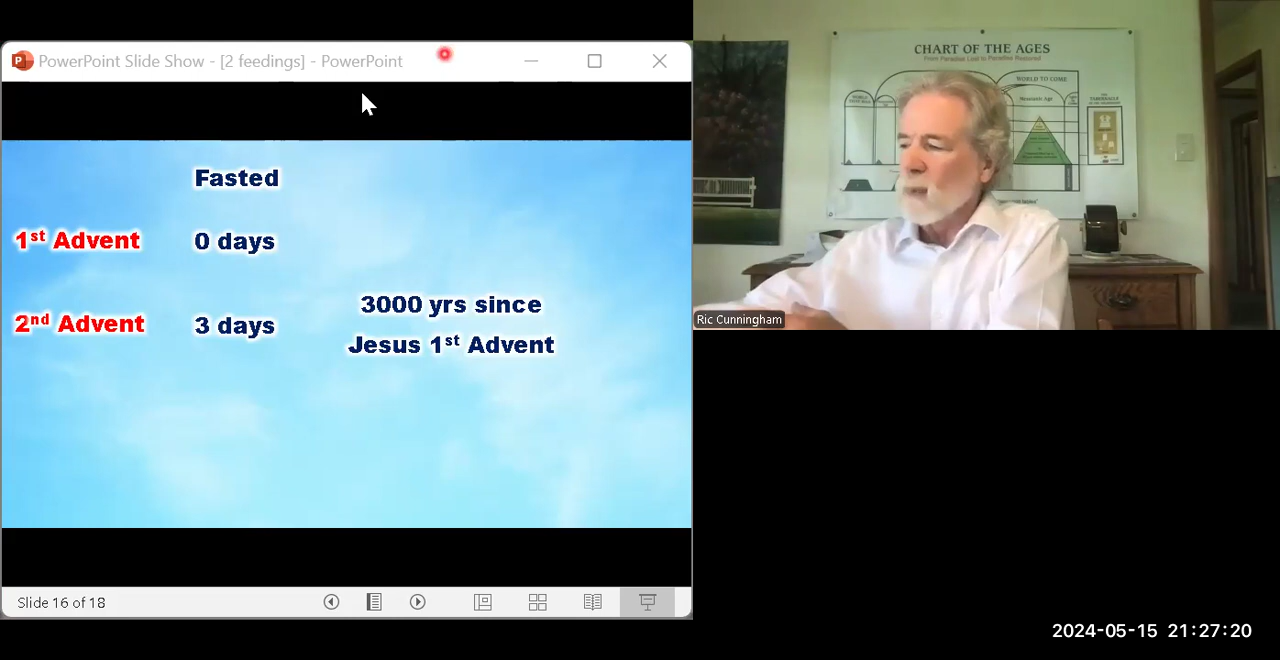 PowerPoint Slide Show - [2 feedings] - PowerPoint
Fasted
1st Advent 0 days
2nd Advent 3 days
3000 yrs since
Jesus 1st Advent
Slide 16 of 18
CHART OF THE AGES
From Paradise Lost to Paradise Restored
WORLD TO COME
Messianic Age
Ric Cunningham
2024-05-15 21:27:20